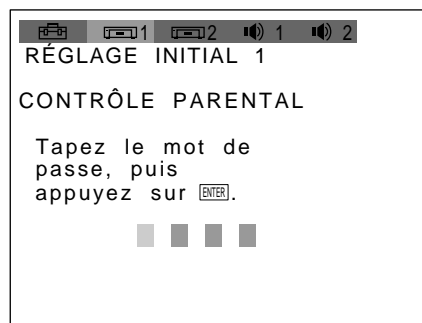 1 2 1 2
RÉGLAGE INITIAL 1
CONTRÔLE PARENTAL
Tapez le mot de
passe, puis
appuyez sur ENTER.